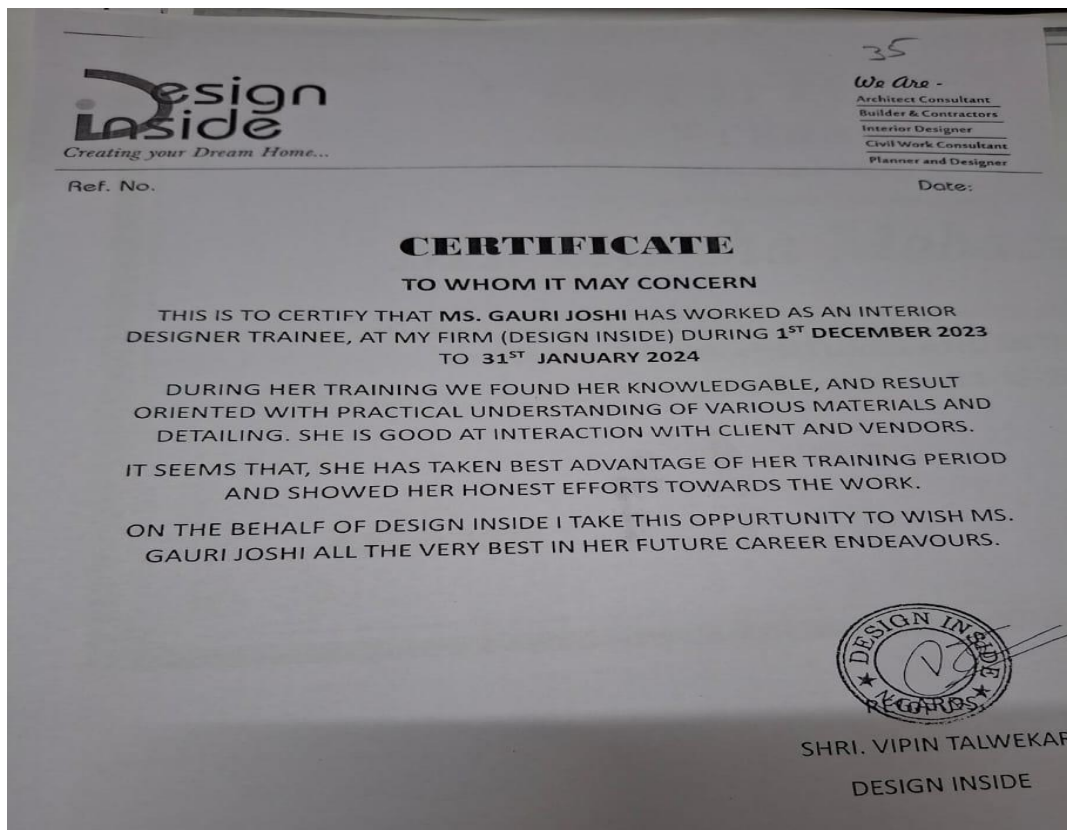 35
Design
inside
Creating your Dream Home...
We Are -
Architect Consultant
Builder & Contractors
Interior Designer
Civil Work Consultant
Planner and Designer
Ref. No.
Date:
CERTIFICATE
TO WHOM IT MAY CONCERN
THIS IS TO CERTIFY THAT MS. GAURI JOSHI HAS WORKED AS AN INTERIOR
DESIGNER TRAINEE, AT MY FIRM (DESIGN INSIDE) DURING 1ST DECEMBER 2023
TO 31ST JANUARY 2024
DURING HER TRAINING WE FOUND HER KNOWLEDGABLE, AND RESULT
ORIENTED WITH PRACTICAL UNDERSTANDING OF VARIOUS MATERIALS AND
DETAILING. SHE IS GOOD AT INTERACTION WITH CLIENT AND VENDORS.
IT SEEMS THAT, SHE HAS TAKEN BEST ADVANTAGE OF HER TRAINING PERIOD
AND SHOWED HER HONEST EFFORTS TOWARDS THE WORK.
ON THE BEHALF OF DESIGN INSIDE I TAKE THIS OPPURTUNITY TO WISH MS.
GAURI JOSHI ALL THE VERY BEST IN HER FUTURE CAREER ENDEAVOURS.
DESIGN INSIDE
REGARDS,
SHRI. VIPIN TALWEKAR
DESIGN INSIDE